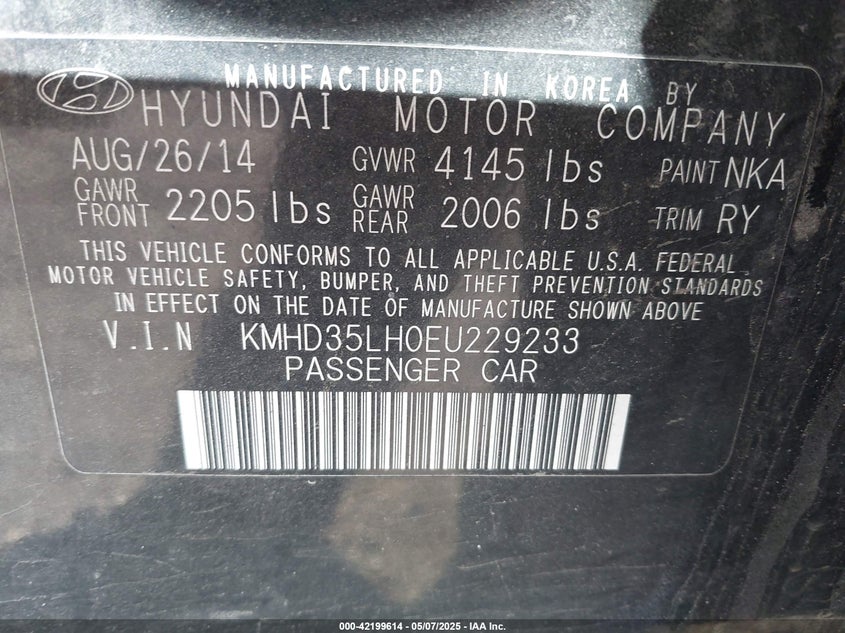 MANUFACTURED IN KOREA BY
HYUNDAI MOTOR COMPANY
AUG/26/14 GVWR 4145 lbs PAINT NKA
GAWR FRONT 2205 lbs GAWR REAR 2006 lbs TRIM RY
THIS VEHICLE CONFORMS TO ALL APPLICABLE U.S.A. FEDERAL
MOTOR VEHICLE SAFETY, BUMPER, AND THEFT PREVENTION STANDARDS
IN EFFECT ON THE DATE OF MANUFACTURE SHOWN ABOVE
V.I.N KMHD35LH0EU229233
PASSENGER CAR
000-42199614 - 05/07/2025 - IAA Inc.